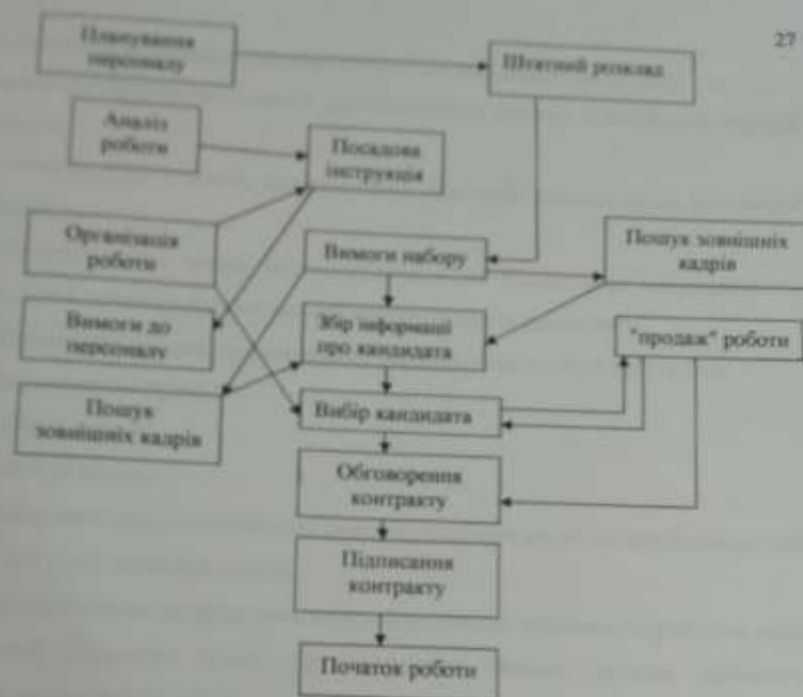 27
Планування
персоналу
Штатний розклад
Аналіз
роботи
Посадова
інструкція
Організація
роботи
Вимоги набору
Пошук зовнішніх
кадрів
Вимоги до
персоналу
Збір інформації
про кандидата
"продаж" роботи
Пошук
зовнішніх кадрів
Вибір кандидата
Обговорення
контракту
Підписання
контракту
Початок роботи